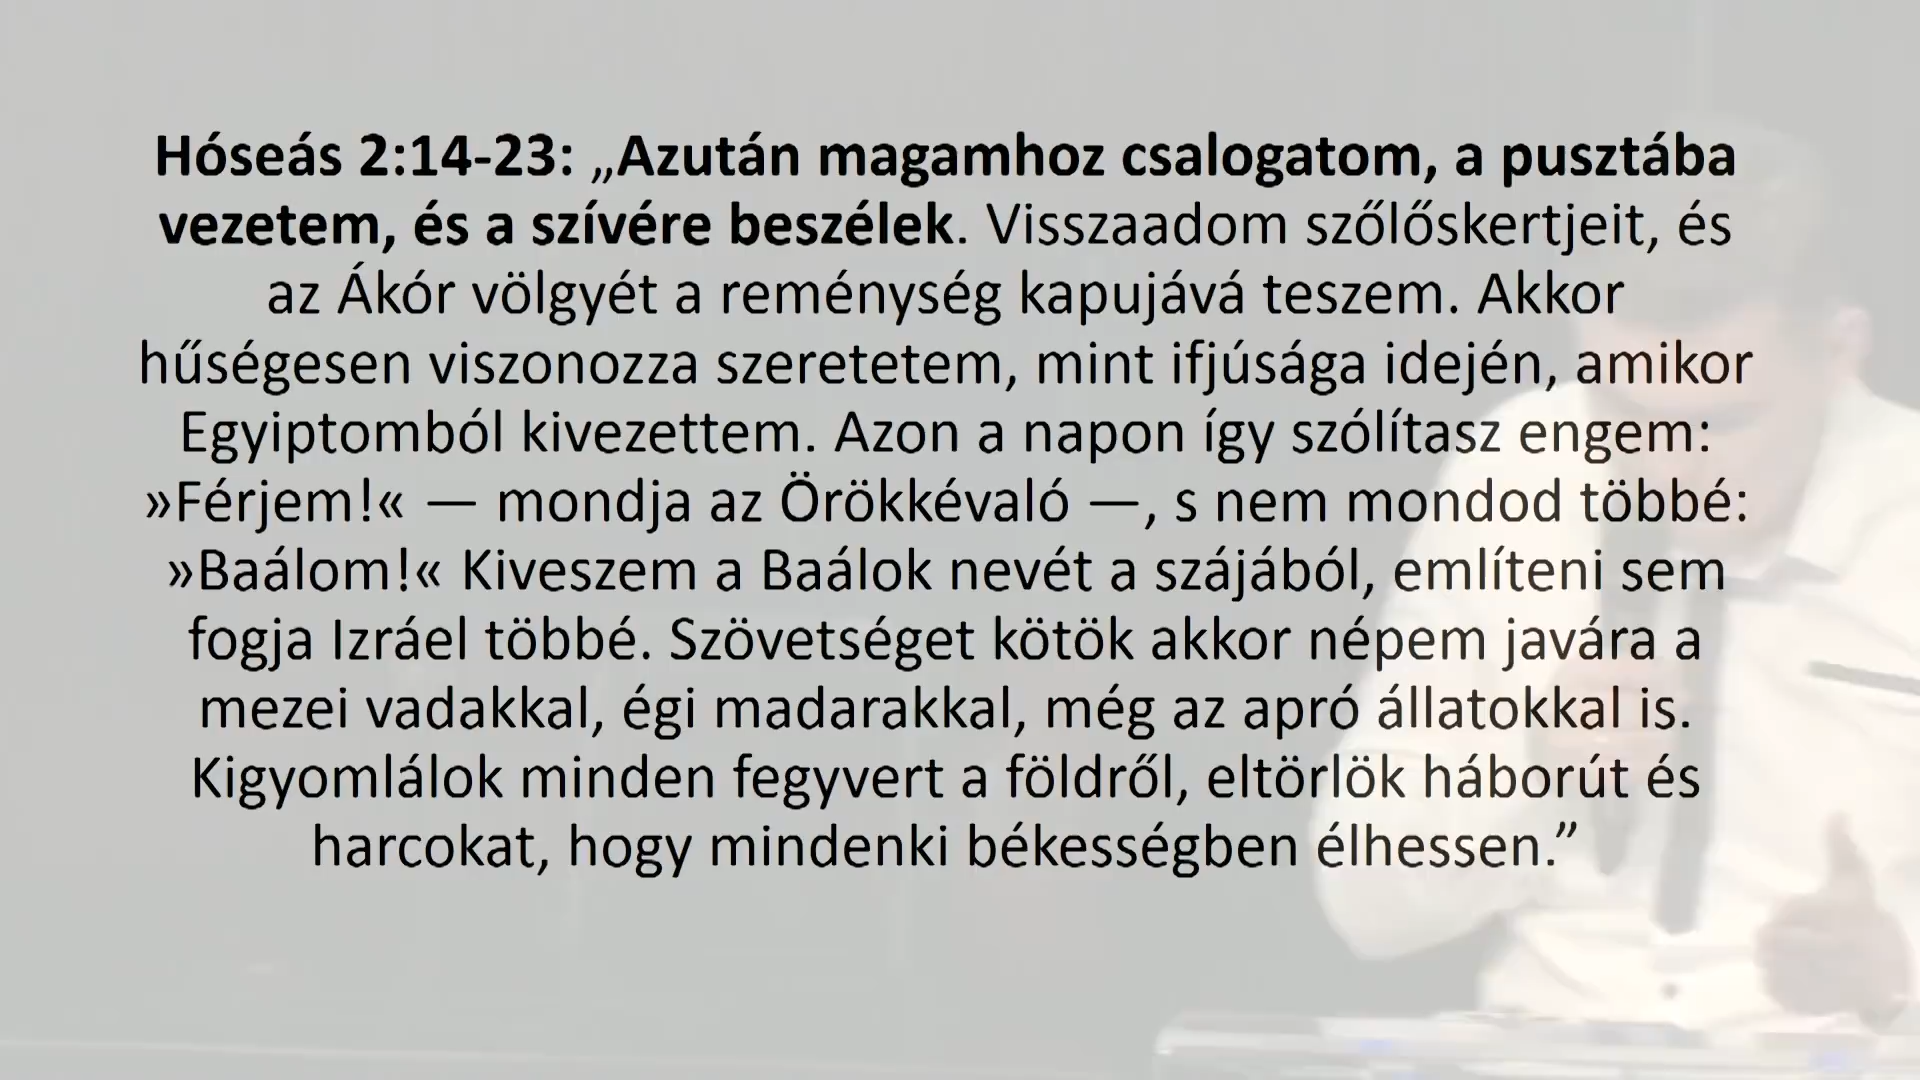 Hóseás 2:14-23: „Azután magamhoz csalogatom, a pusztába
vezetem, és a szívére beszélek. Visszaadom szőlőskertjeit, és
az Ákór völgyét a reménység kapujává teszem. Akkor
hűségesen viszonozza szeretetem, mint ifjúsága idején, amikor
Egyiptomból kivezettem. Azon a napon így szólítasz engem:
»Férjem!« — mondja az Örökkévaló —, s nem mondod többé:
»Baálom!« Kiveszem a Baálok nevét a szájából, említeni sem
fogja Izráel többé. Szövetséget kötök akkor népem javára a
mezei vadakkal, égi madarakkal, még az apró állatokkal is.
Kigyomlálok minden fegyvert a földről, eltörlök háborút és
harcokat, hogy mindenki békességben élhessen.”